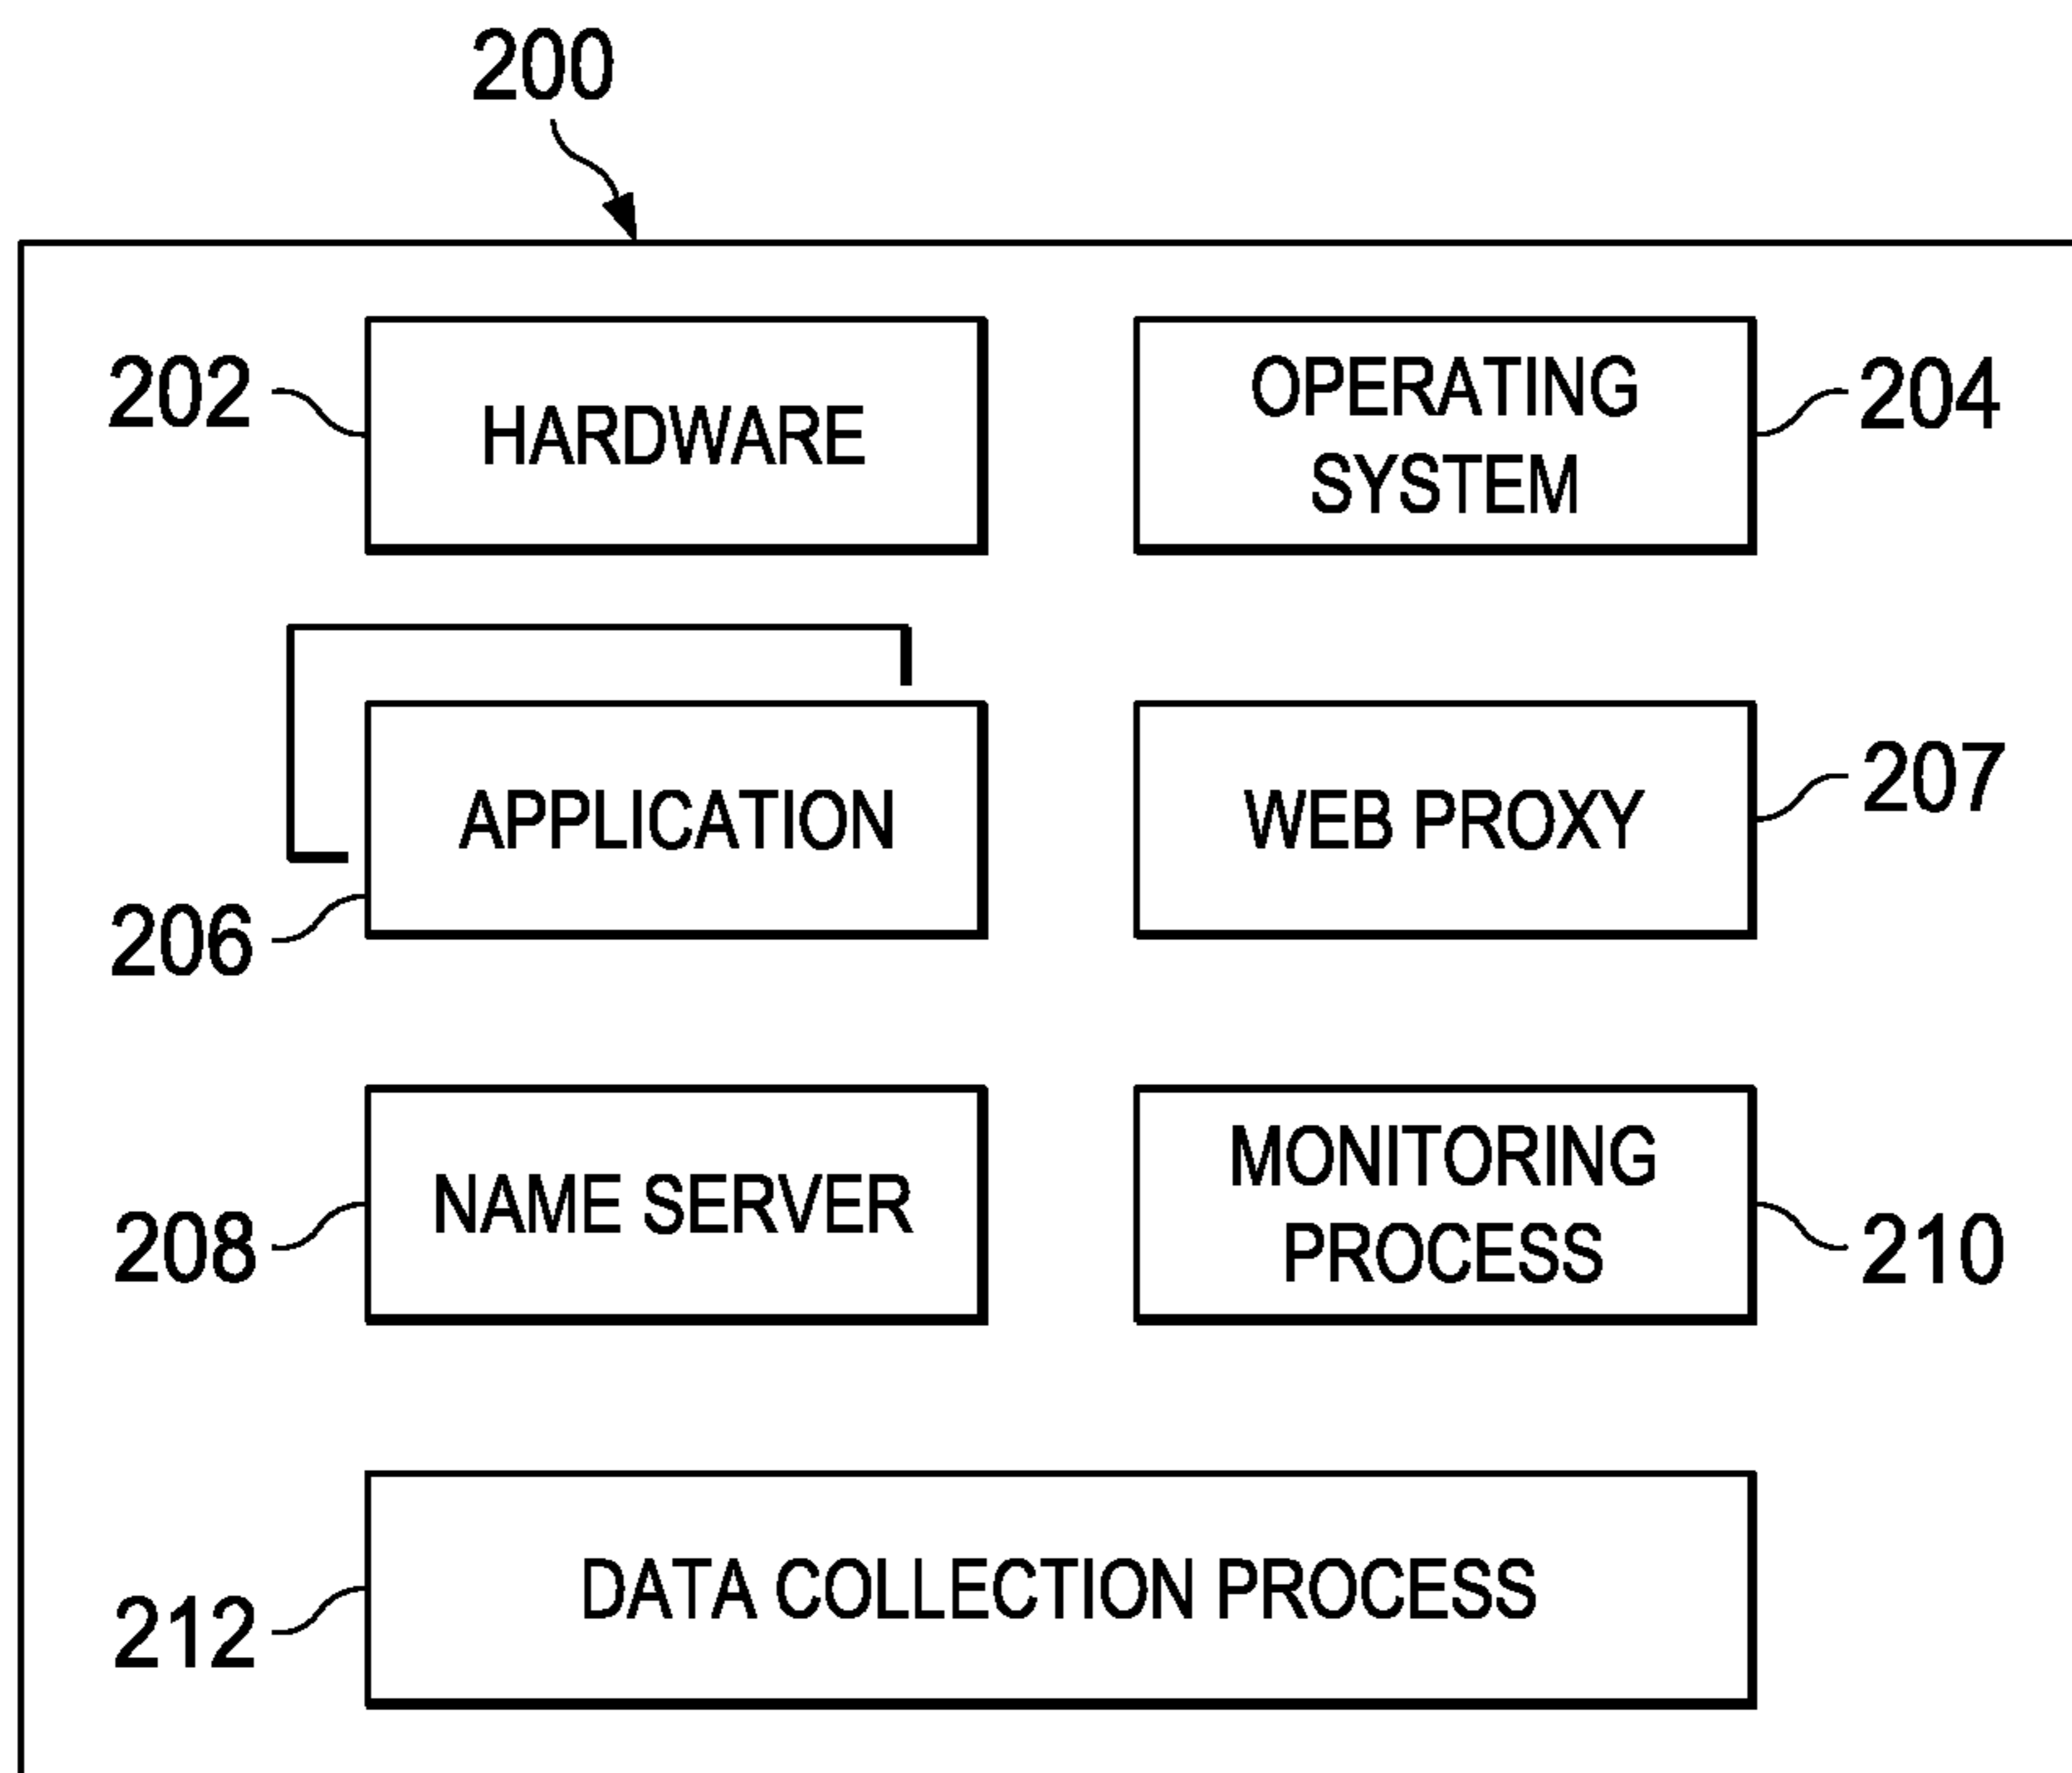 200
202
HARDWARE
OPERATING
SYSTEM
204
APPLICATION
206
WEB PROXY
207
NAME SERVER
208
MONITORING
PROCESS
210
DATA COLLECTION PROCESS
212